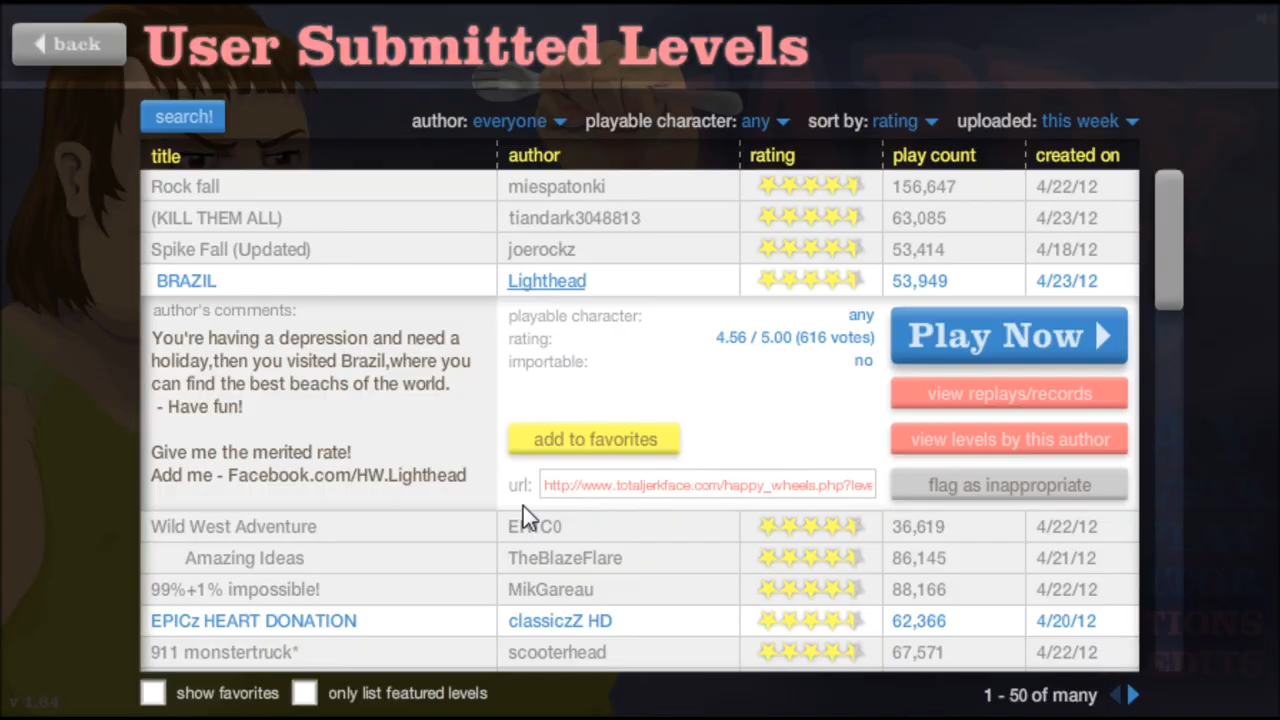 back
User Submitted Levels
search!
author: everyone
playable character: any
sort by: rating
uploaded: this week
title author rating play count created on
Rock fall miespatonki 156,647 4/22/12
(KILL THEM ALL) tiandark3048813 63,085 4/23/12
Spike Fall (Updated) joerockz 53,414 4/18/12
BRAZIL Lighthead 53,949 4/23/12
author's comments:
You're having a depression and need a
holiday,then you visited Brazil,where you
can find the best beachs of the world.
- Have fun!
Give me the merited rate!
Add me - Facebook.com/HW.Lighthead
playable character: any
rating: 4.56 / 5.00 (616 votes)
importable: no
add to favorites
url: http://www.totaljerkface.com/happy_wheels.php?leve
Play Now
view replays/records
view levels by this author
flag as inappropriate
Wild West Adventure 36,619 4/22/12
Amazing Ideas TheBlazeFlare 86,145 4/21/12
99%+1% impossible! MikGareau 88,166 4/22/12
EPICz HEART DONATION classiczZ HD 62,366 4/20/12
911 monstertruck* scooterhead 67,571 4/22/12
show favorites
only list featured levels
1 - 50 of many
v 1.64